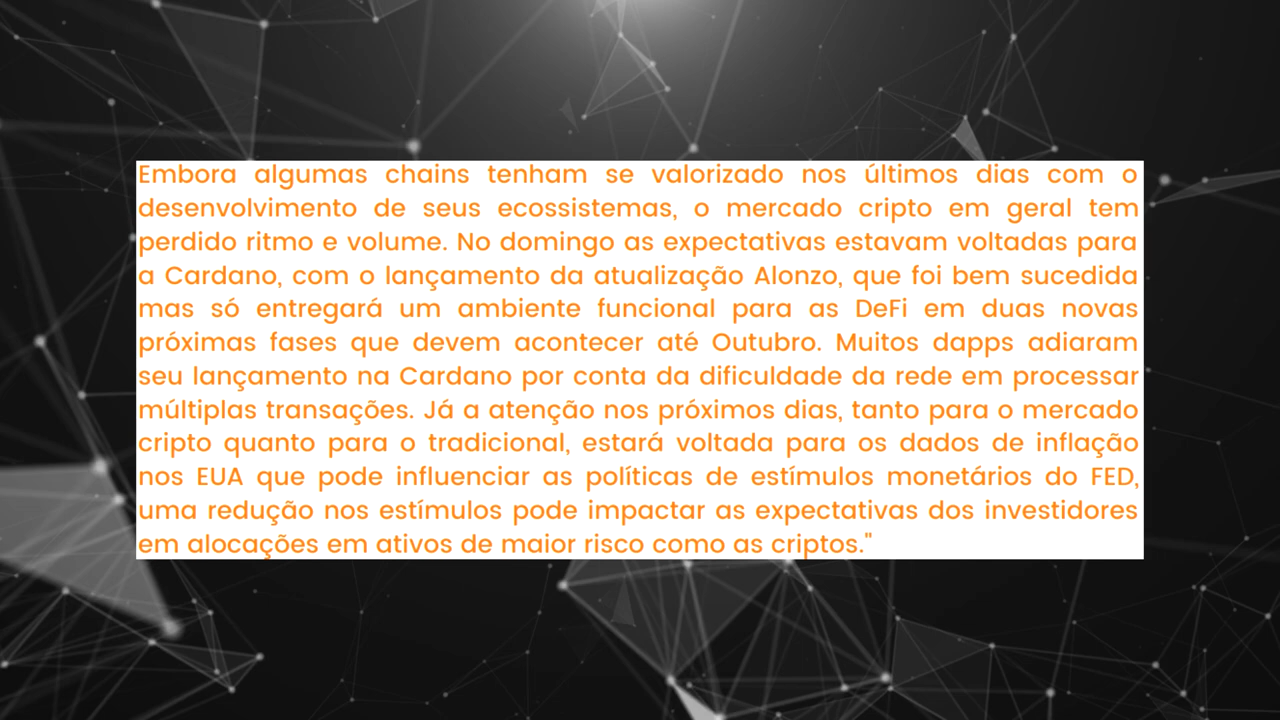 Embora algumas chains tenham se valorizado nos últimos dias com o
desenvolvimento de seus ecossistemas, o mercado cripto em geral tem
perdido ritmo e volume. No domingo as expectativas estavam voltadas para
a Cardano, com o lançamento da atualização Alonzo, que foi bem sucedida
mas só entregará um ambiente funcional para as DeFi em duas novas
próximas fases que devem acontecer até Outubro. Muitos dapps adiaram
seu lançamento na Cardano por conta da dificuldade da rede em processar
múltiplas transações. Já a atenção nos próximos dias, tanto para o mercado
cripto quanto para o tradicional, estará voltada para os dados de inflação
nos EUA que pode influenciar as políticas de estímulos monetários do FED,
uma redução nos estímulos pode impactar as expectativas dos investidores
em alocações em ativos de maior risco como as criptos."